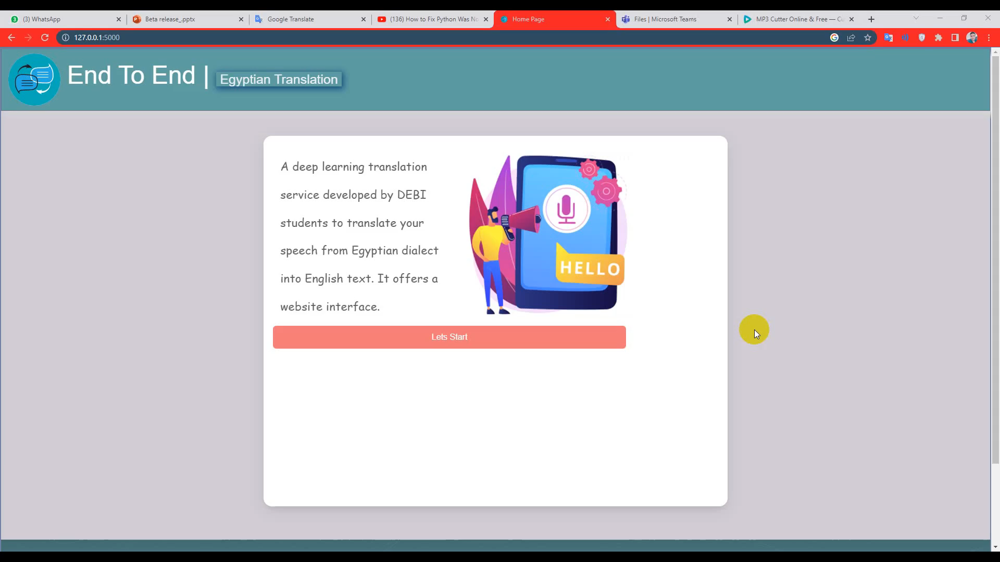 3 (3) WhatsApp
Beta release_.pptx
Google Translate
(136) How to Fix Python Was No
Home Page
Files | Microsoft Teams
MP3 Cutter Online & Free — Cu
127.0.0.1:5000
End To End | Egyptian Translation
A deep learning translation
service developed by DEBI
students to translate your
speech from Egyptian dialect
into English text. It offers a
website interface.
HELLO
Lets Start